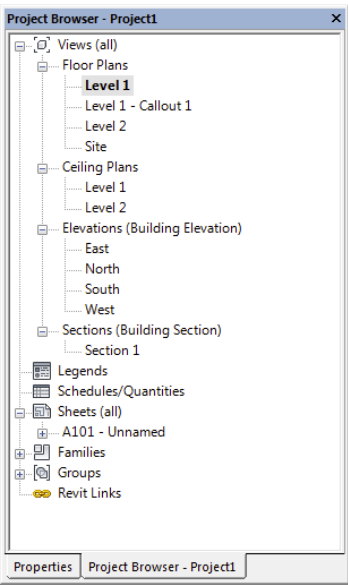 Project Browser - Project1
Views (all)
Floor Plans
Level 1
Level 1 - Callout 1
Level 2
Site
Ceiling Plans
Level 1
Level 2
Elevations (Building Elevation)
East
North
South
West
Sections (Building Section)
Section 1
Legends
Schedules/Quantities
Sheets (all)
A101 - Unnamed
Families
Groups
Revit Links
Properties Project Browser - Project1